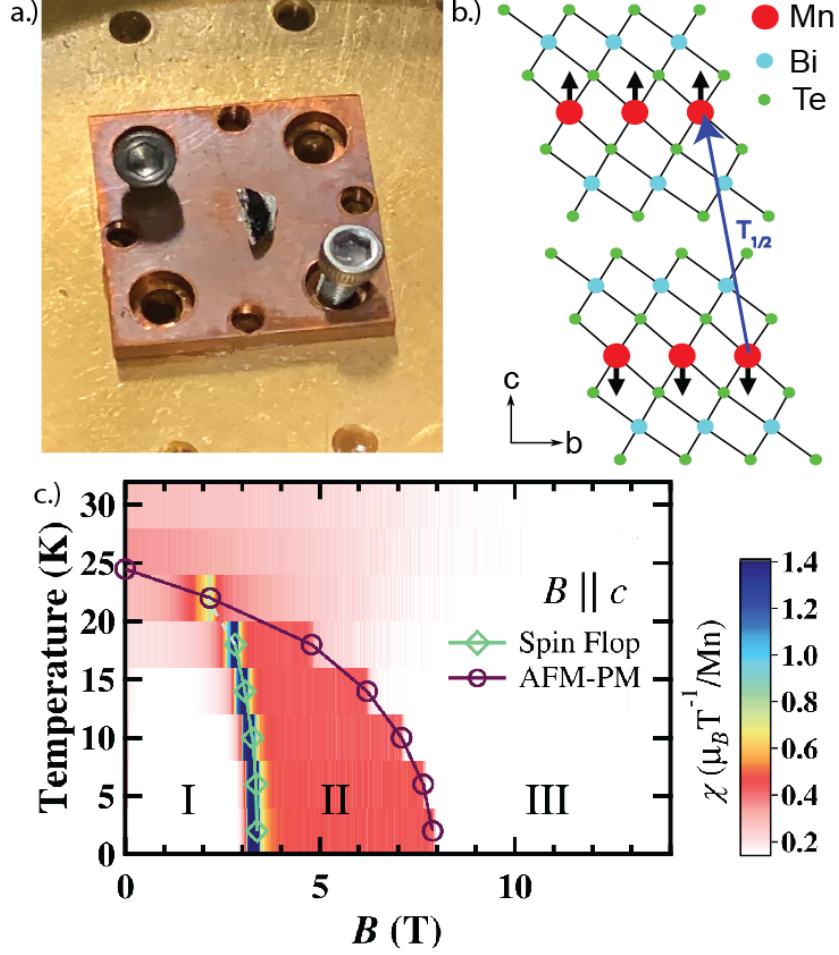 a.)
b.)
Mn
Bi
Te
T1/2
c
b
c.)
Temperature (K)
30
25
20
15
10
5
0
B || c
Spin Flop
AFM-PM
I
II
III
0
5
10
B (T)
1.4
1.2
1.0
0.8
0.6
0.4
0.2
χ (μ_B T⁻¹/Mn)